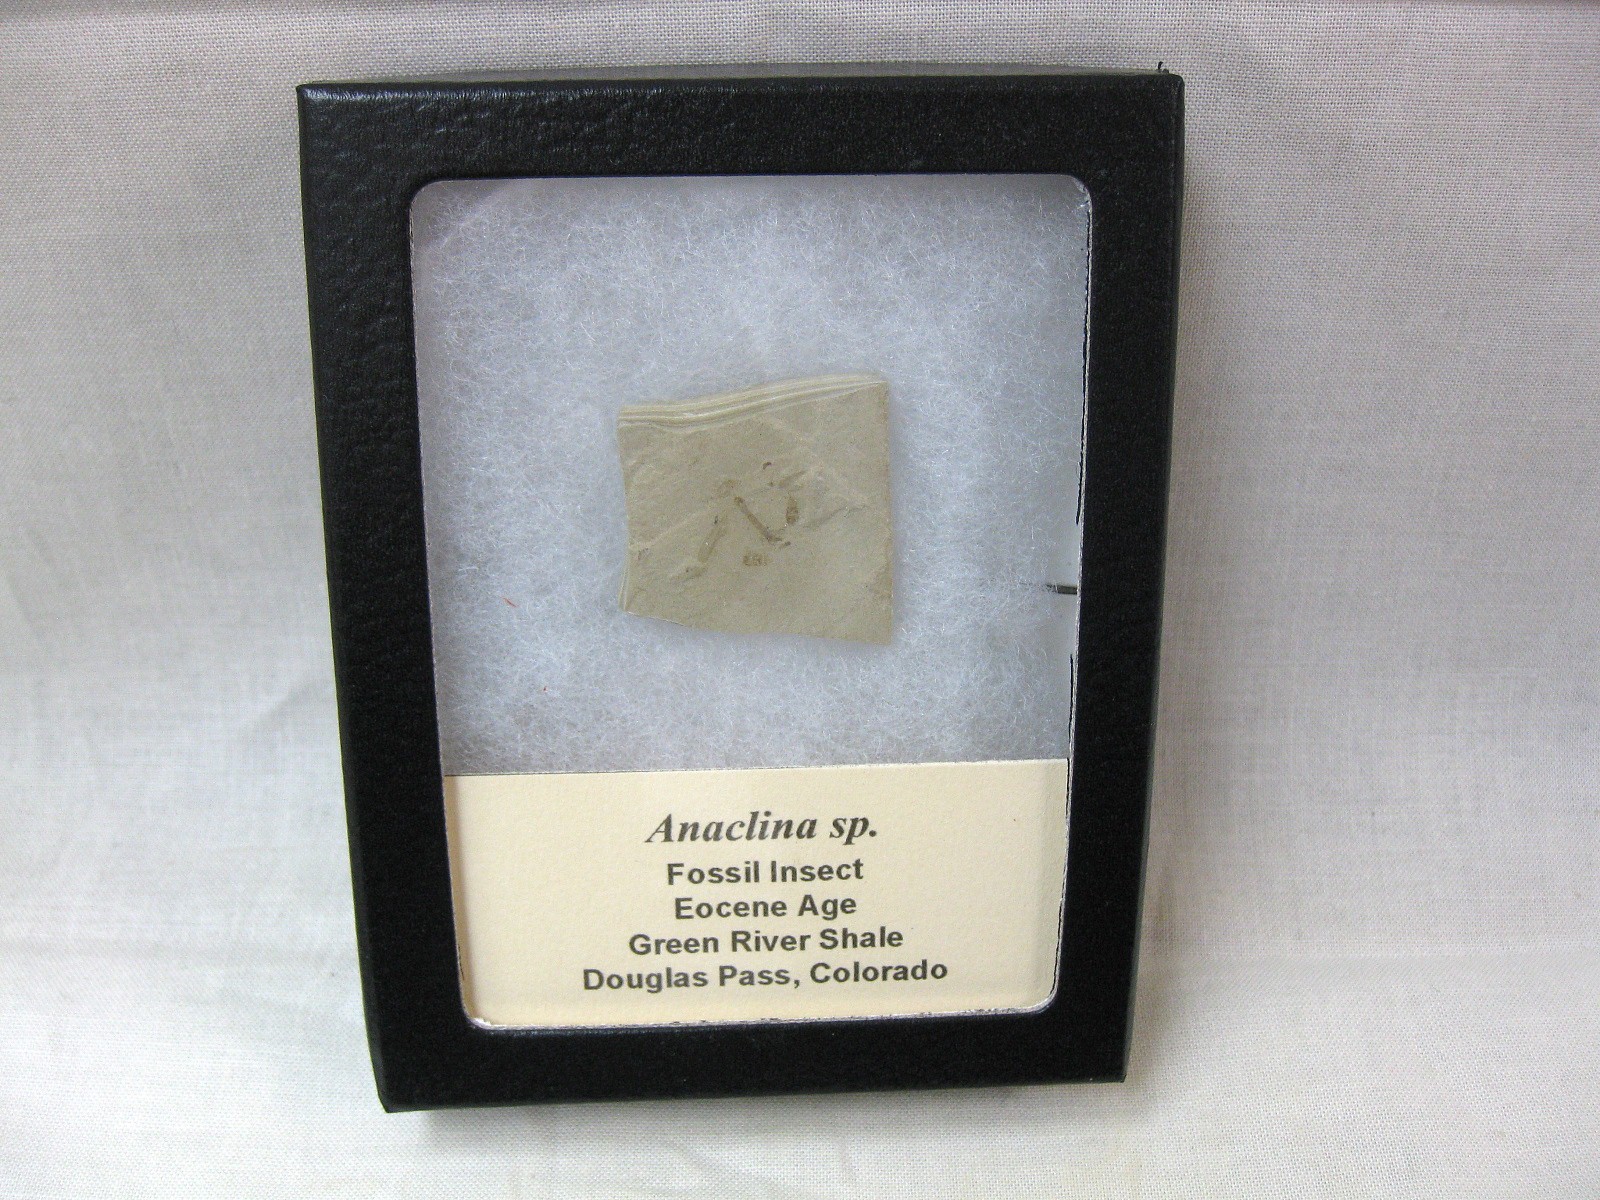 Anaclina sp.
Fossil Insect
Eocene Age
Green River Shale
Douglas Pass, Colorado